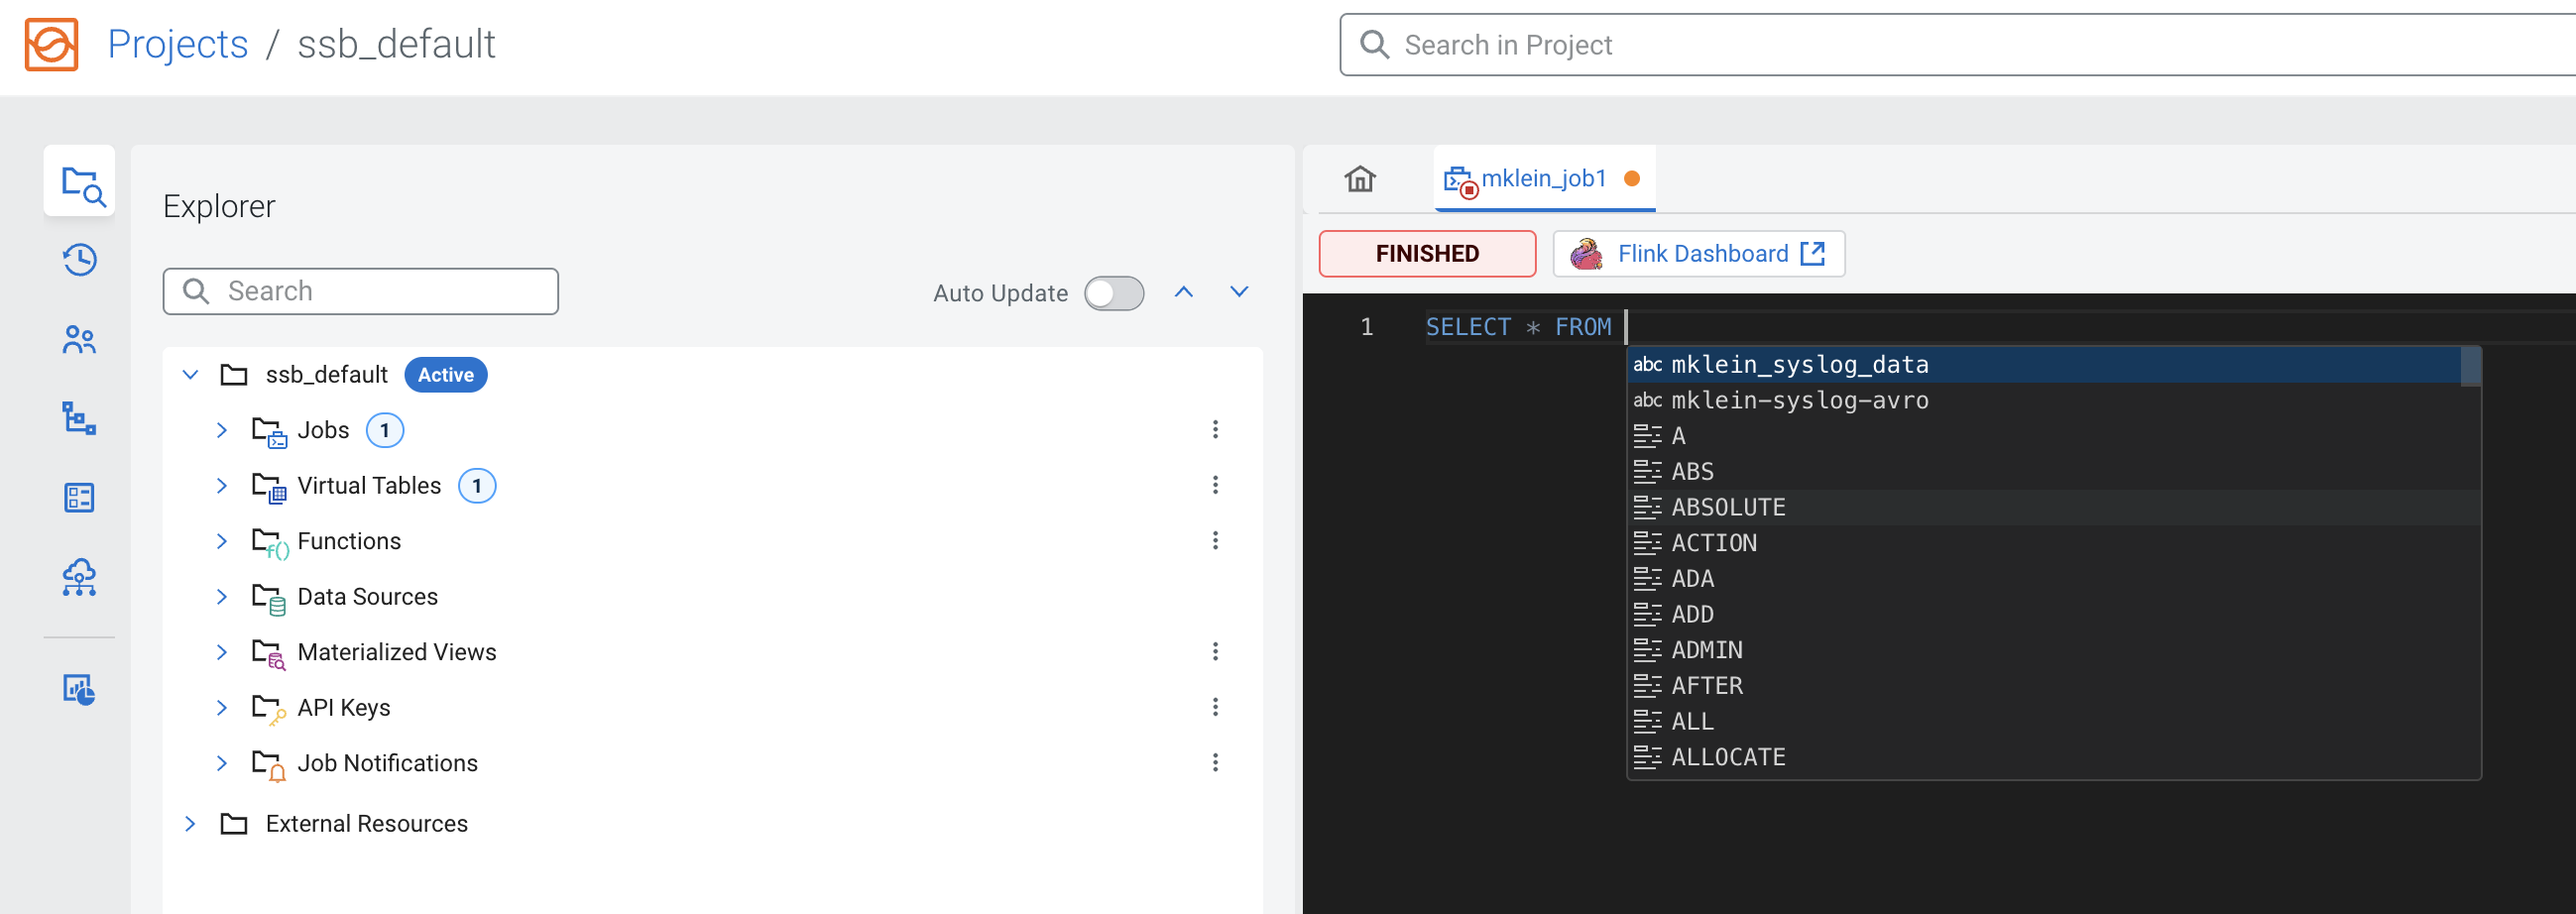 Projects / ssb_default
Search in Project
Explorer
Search
Auto Update
ssb_default Active
Jobs 1
Virtual Tables 1
Functions
Data Sources
Materialized Views
API Keys
Job Notifications
External Resources
mklein_job1
FINISHED
Flink Dashboard
1 SELECT * FROM
abc mklein_syslog_data
abc mklein-syslog-avro
A
ABS
ABSOLUTE
ACTION
ADA
ADD
ADMIN
AFTER
ALL
ALLOCATE